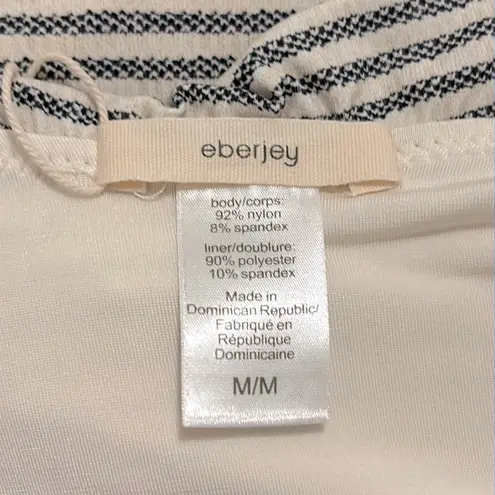 eberjey
body/corps:
92% nylon
8% spandex
liner/doublure:
90% polyester
10% spandex
Made in
Dominican Republic/
Fabriqué en
République
Dominicaine
M/M